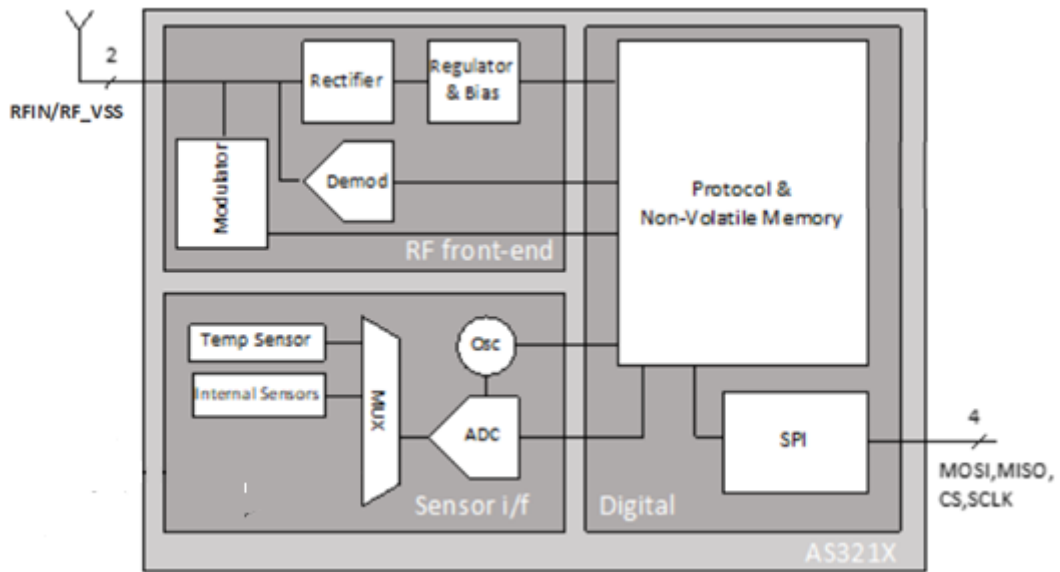 2
RFIN/RF_VSS
Rectifier
Regulator
& Bias
Modulator
Demod
RF front-end
Protocol &
Non-Volatile Memory
Temp Sensor
Internal Sensors
MUX
Osc
ADC
Sensor i/f
SPI
Digital
4
MOSI,MISO,
CS,SCLK
AS321X